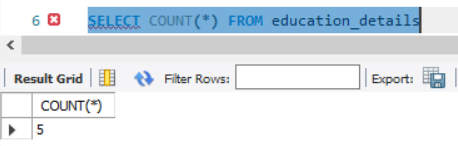 6 SELECT COUNT(*) FROM education_details
Result Grid Filter Rows: Export:
COUNT(*)
5